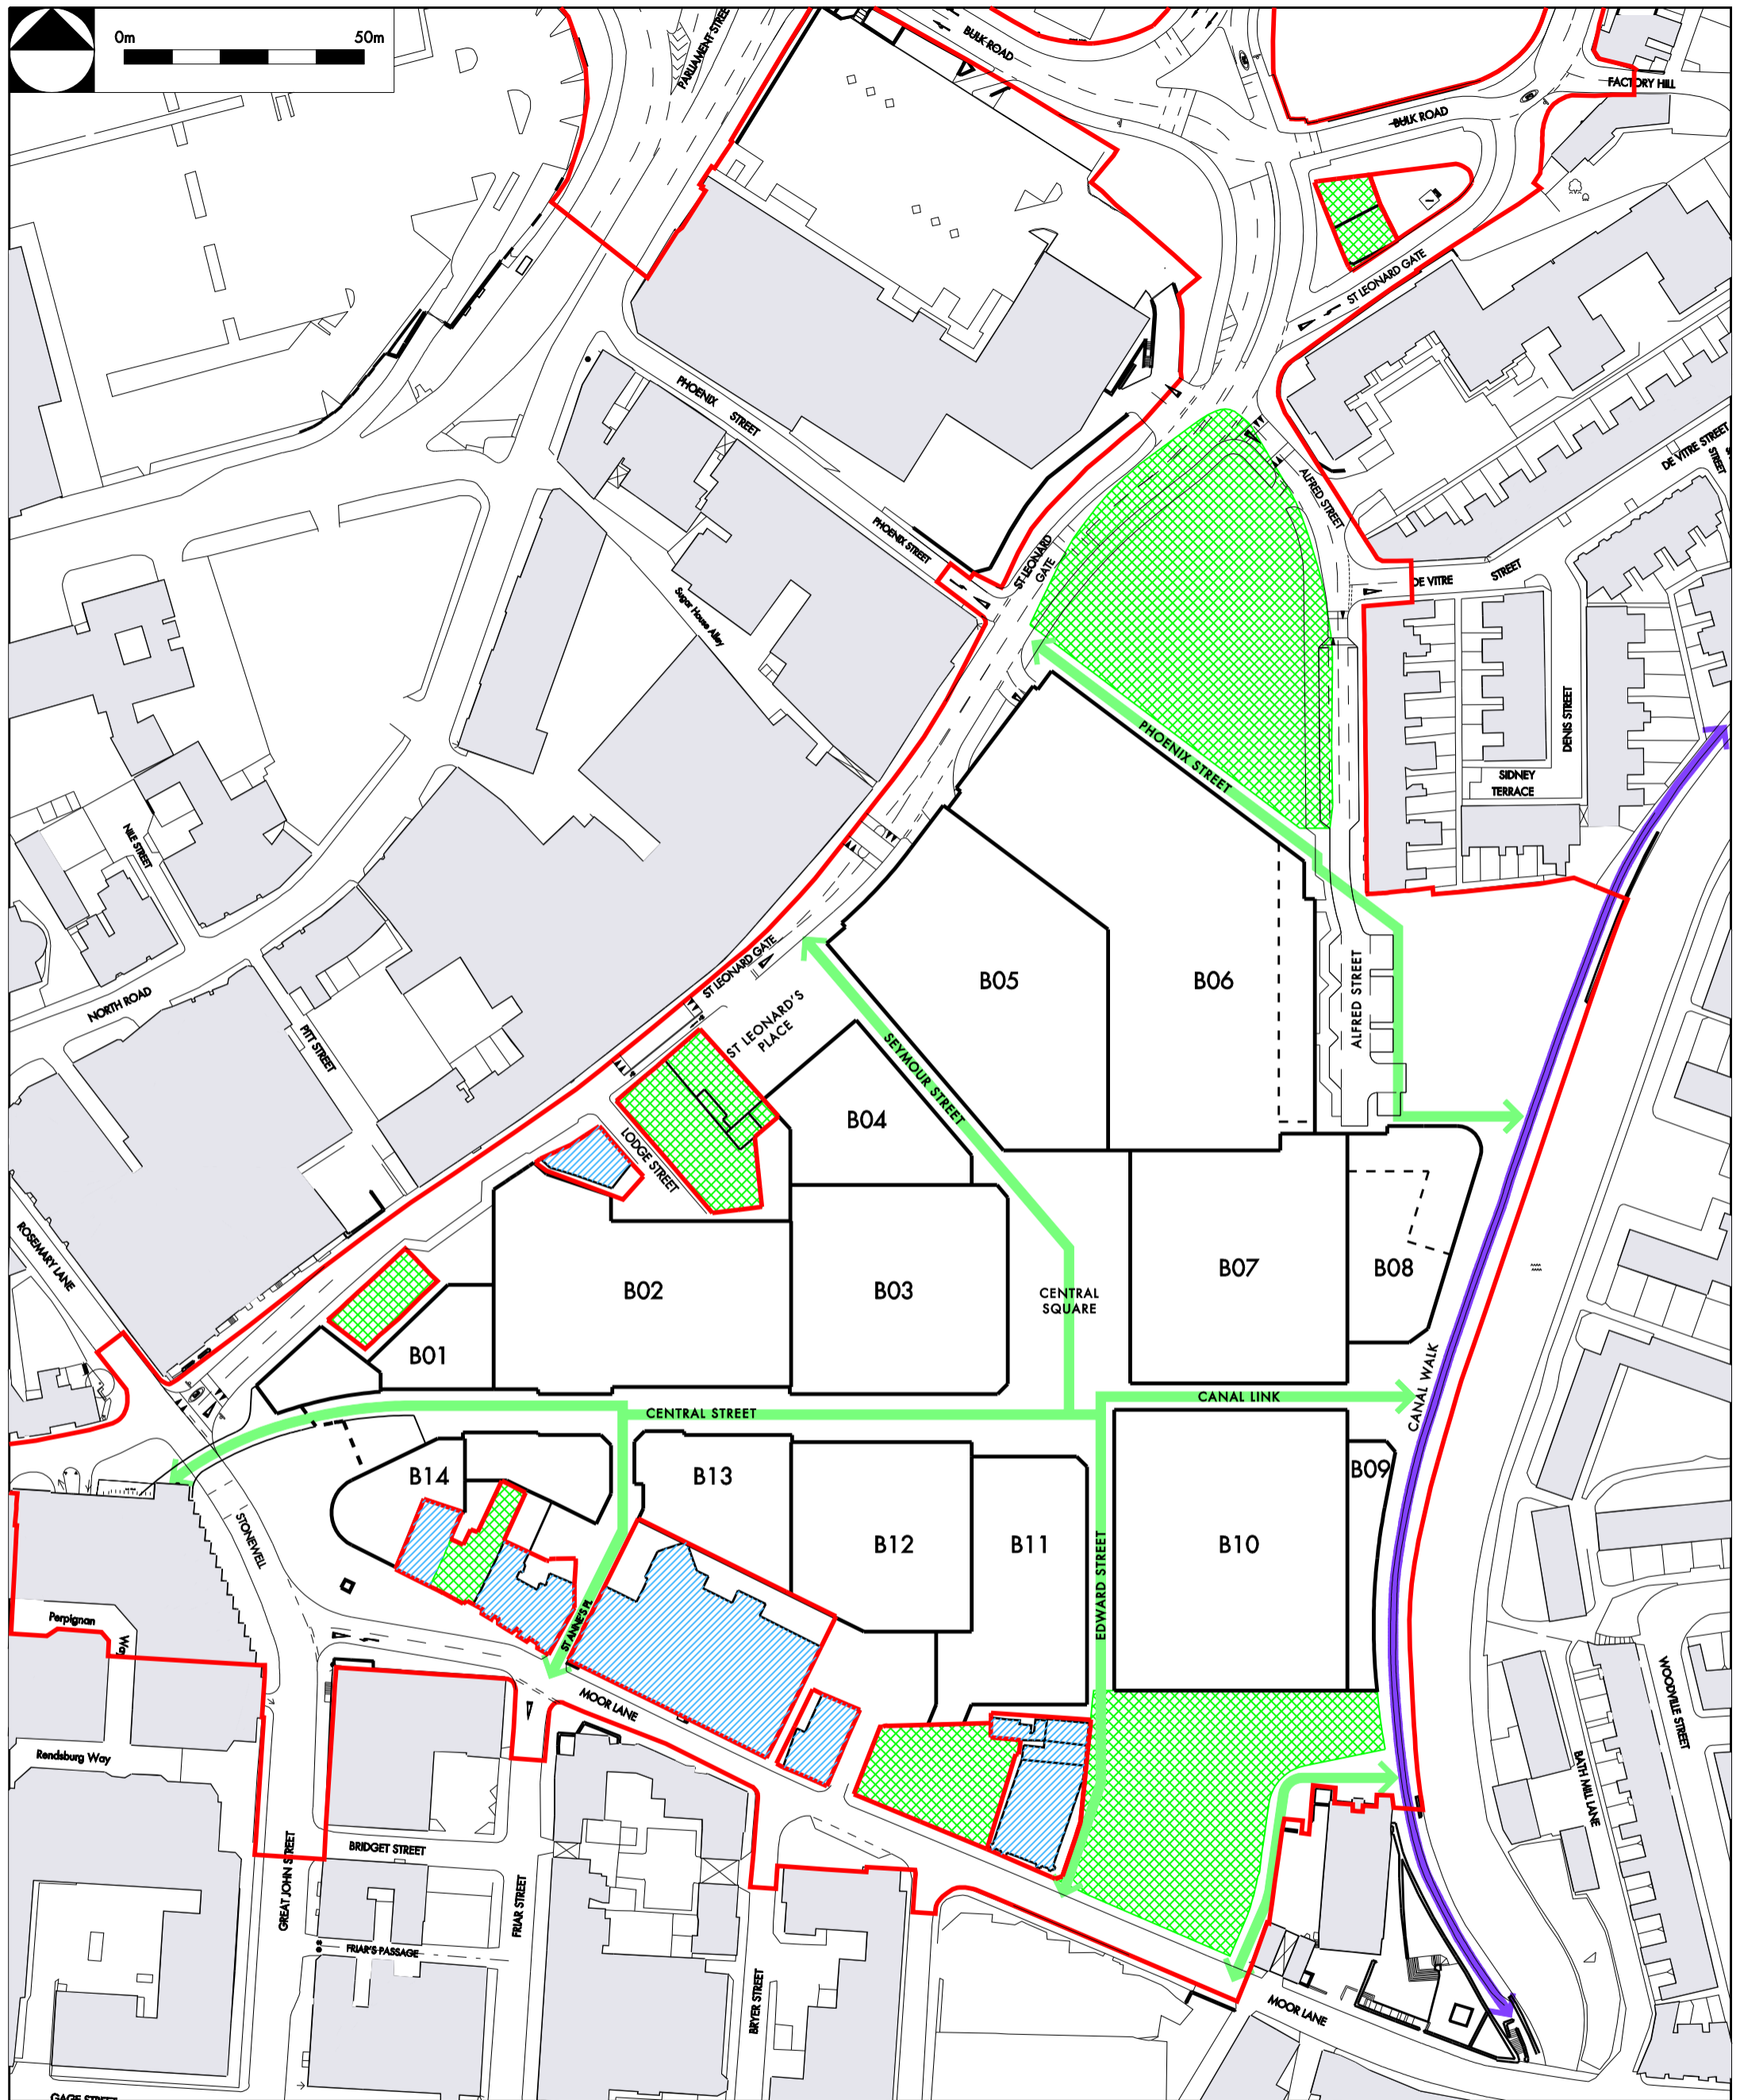 0m 50m
PARLIAMENT STREET
BULK ROAD
BULK ROAD
FACTORY HILL
ST LEONARD GATE
PHOENIX STREET
PHOENIX STREET
ST LEONARD
GATE
ALFRED STREET
DE VITRE STREET
STREET
DE VITRE STREET
Sugar House Alley
DENIS STREET
SIDNEY
TERRACE
PHOENIX STREET
NILE STREET
NORTH ROAD
PITT STREET
ST LEONARD GATE
ST LEONARD'S
PLACE
B05
B06
ALFRED STREET
SEYMOUR STREET
B04
LODGE STREET
ROSEMARY LANE
B02
B03
CENTRAL
SQUARE
B07
B08
B01
CANAL WALK
CENTRAL STREET
CANAL LINK
B14
B13
B09
STONEWELL
B12
B11
B10
EDWARD STREET
Perpignan
ST ANNE'S PL
MOOR LANE
WOODVILLE STREET
Rendsburg Way
BATH MILL LANE
BRIDGET STREET
GREAT JOHN STREET
FRIAR STREET
FRIAR'S PASSAGE
BRYER STREET
MOOR LANE
GAGE STREET